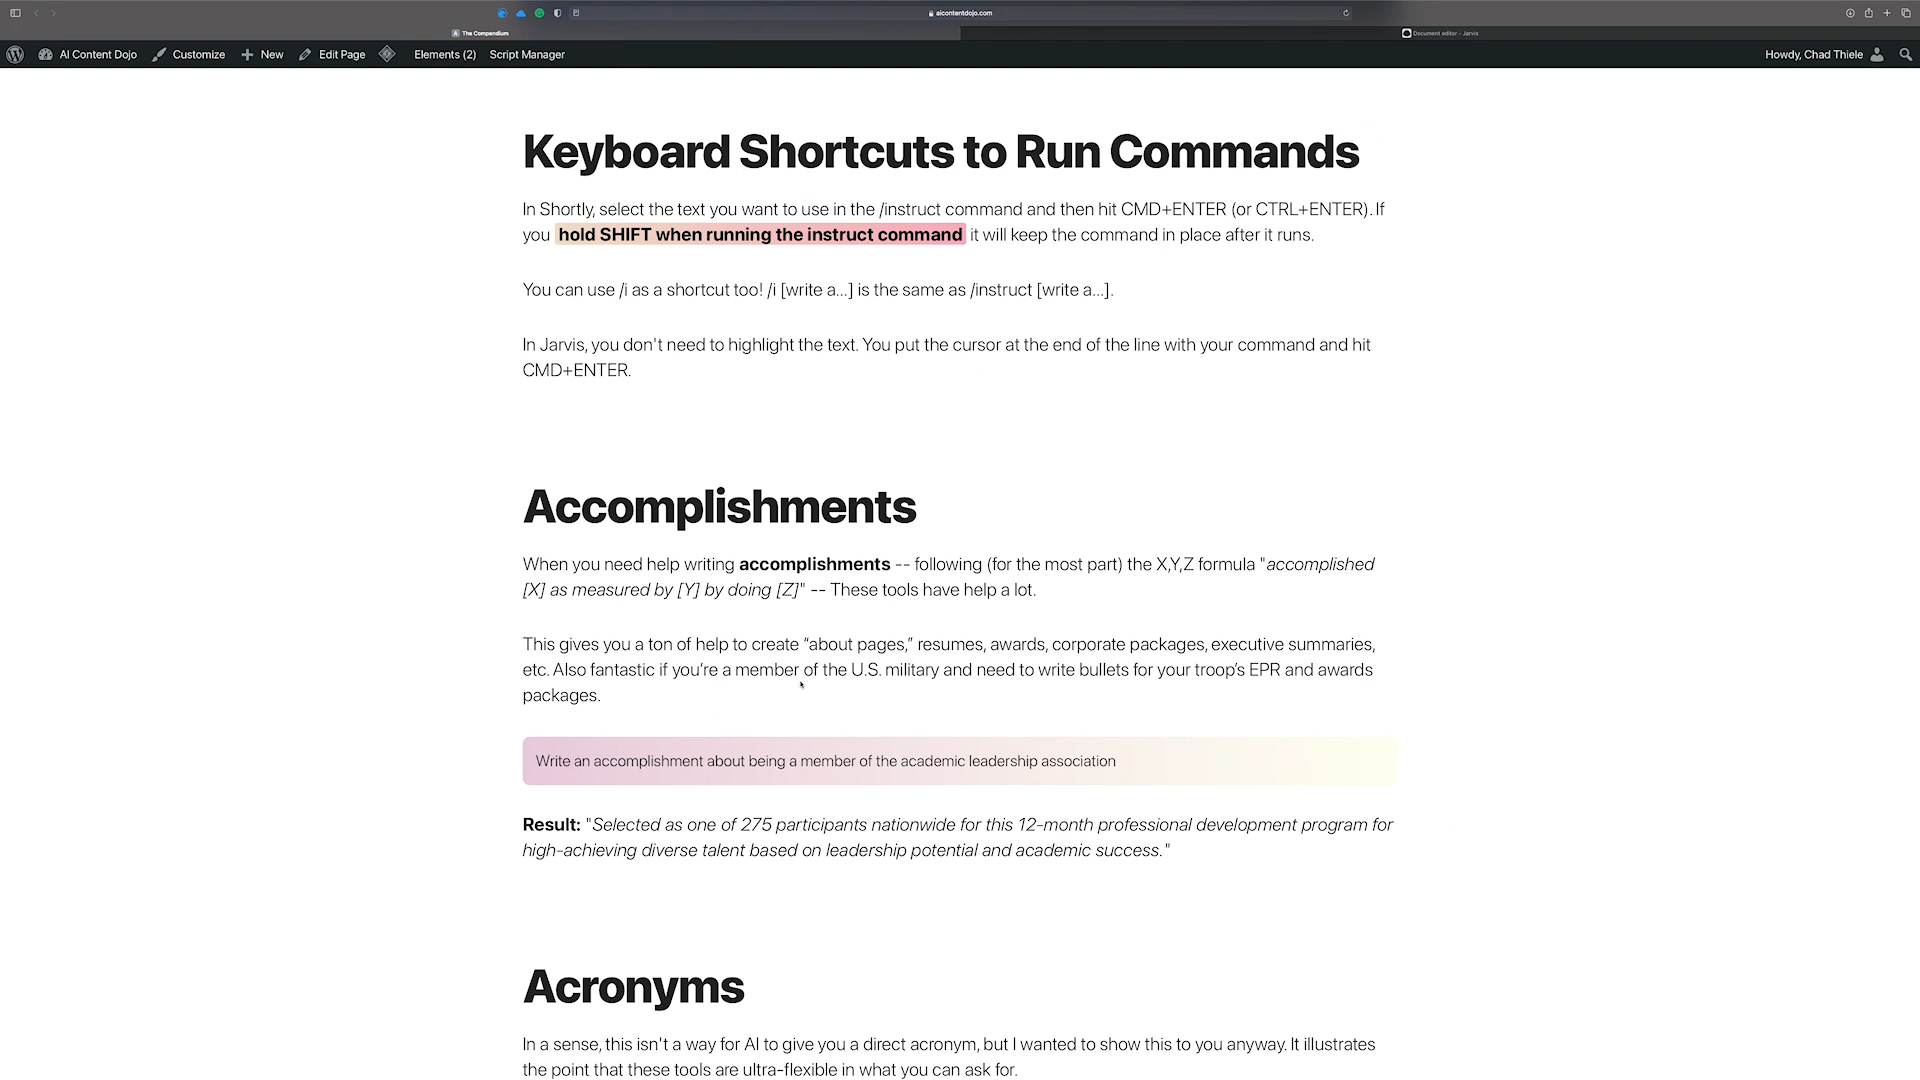 aicontentdojo.com
The Compendium
Document editor - Jarvis
AI Content Dojo Customize New Edit Page Elements (2) Script Manager Howdy, Chad Thiele
Keyboard Shortcuts to Run Commands
In Shortly, select the text you want to use in the /instruct command and then hit CMD+ENTER (or CTRL+ENTER). If
you hold SHIFT when running the instruct command it will keep the command in place after it runs.
You can use /i as a shortcut too! /i [write a...] is the same as /instruct [write a...].
In Jarvis, you don't need to highlight the text. You put the cursor at the end of the line with your command and hit
CMD+ENTER.
Accomplishments
When you need help writing accomplishments -- following (for the most part) the X,Y,Z formula "accomplished
[X] as measured by [Y] by doing [Z]" -- These tools have help a lot.
This gives you a ton of help to create “about pages,” resumes, awards, corporate packages, executive summaries,
etc. Also fantastic if you’re a member of the U.S. military and need to write bullets for your troop’s EPR and awards
packages.
Write an accomplishment about being a member of the academic leadership association
Result: "Selected as one of 275 participants nationwide for this 12-month professional development program for
high-achieving diverse talent based on leadership potential and academic success."
Acronyms
In a sense, this isn't a way for AI to give you a direct acronym, but I wanted to show this to you anyway. It illustrates
the point that these tools are ultra-flexible in what you can ask for.